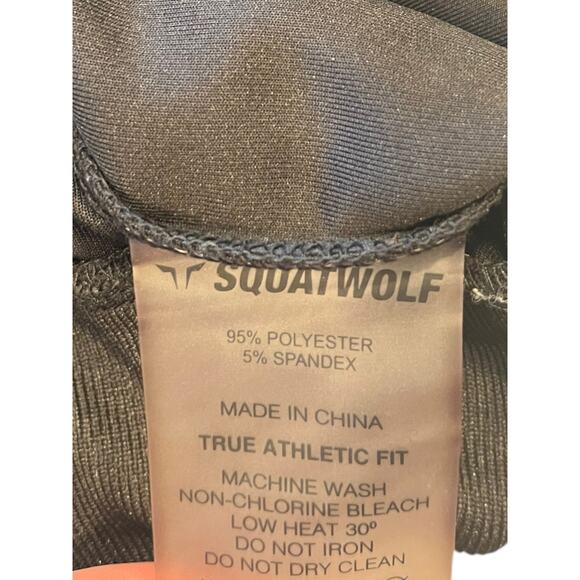 SQUATWOLF
95% POLYESTER
5% SPANDEX
MADE IN CHINA
TRUE ATHLETIC FIT
MACHINE WASH
NON-CHLORINE BLEACH
LOW HEAT 30º
DO NOT IRON
DO NOT DRY CLEAN